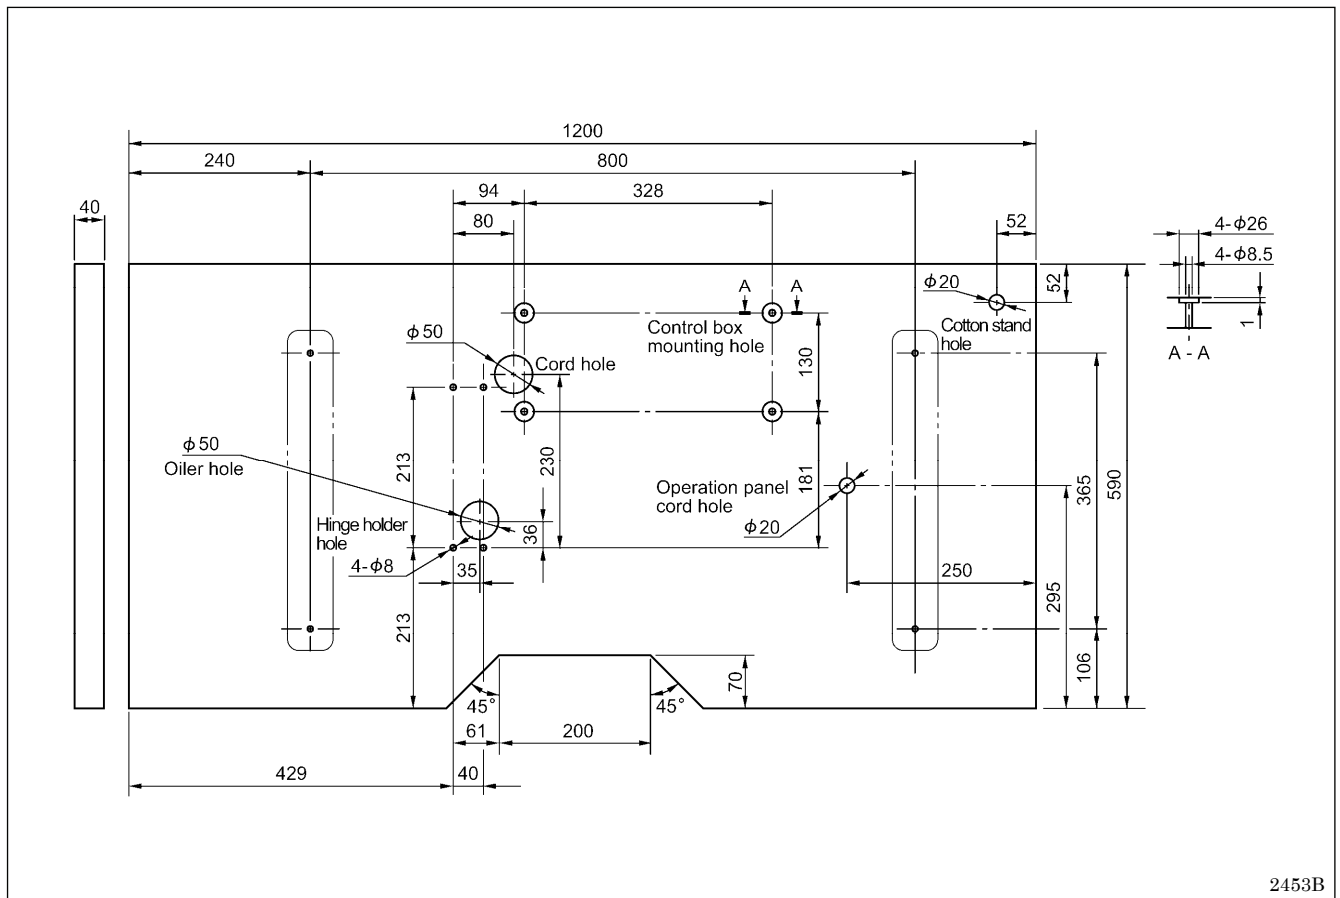 1200
240
800
94
328
40
80
52
4-φ26
4-φ8.5
A
A
φ20
52
1
Cotton stand
hole
A - A
φ50
Control box
mounting hole
Cord hole
130
φ50
Oiler hole
213
230
181
365
590
Operation panel
cord hole
φ20
Hinge holder
hole
36
4-φ8
35
250
295
213
106
70
45°
45°
61
200
429
40
2453B